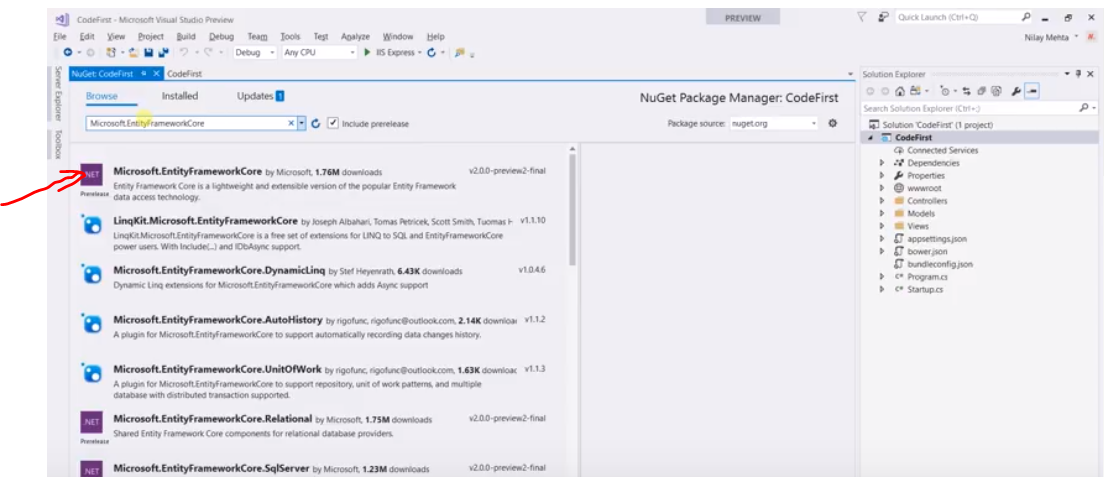 CodeFirst - Microsoft Visual Studio Preview
PREVIEW
Quick Launch (Ctrl+Q)
File Edit View Project Build Debug Team Tools Test Analyze Window Help
Nilay Mehta
Debug
Any CPU
IIS Express
Server Explorer
Toolbox
NuGet: CodeFirst
CodeFirst
Browse
Installed
Updates 1
NuGet Package Manager: CodeFirst
Microsoft.EntityFrameworkCore
Include prerelease
Package source: nuget.org
.NET
Prerelease
Microsoft.EntityFrameworkCore by Microsoft, 1.76M downloads
v2.0.0-preview2-final
Entity Framework Core is a lightweight and extensible version of the popular Entity Framework
data access technology.
LinqKit.Microsoft.EntityFrameworkCore by Joseph Albahari, Tomas Petricek, Scott Smith, Tuomas H
v1.1.10
LinqKit.Microsoft.EntityFrameworkCore is a free set of extensions for LINQ to SQL and EntityFrameworkCore
power users. With Include(...) and IDbAsync support.
Microsoft.EntityFrameworkCore.DynamicLinq by Stef Heyenrath, 6.43K downloads
v1.0.4.6
Dynamic Linq extensions for Microsoft.EntityFrameworkCore which adds Async support
Microsoft.EntityFrameworkCore.AutoHistory by rigofunc, rigofunc@outlook.com, 2.14K downloa
v1.1.2
A plugin for Microsoft.EntityFrameworkCore to support automatically recording data changes history.
Microsoft.EntityFrameworkCore.UnitOfWork by rigofunc, rigofunc@outlook.com, 1.63K downloa
v1.1.3
A plugin for Microsoft.EntityFrameworkCore to support repository, unit of work patterns, and multiple
database with distributed transaction supported.
.NET
Prerelease
Microsoft.EntityFrameworkCore.Relational by Microsoft, 1.75M downloads
v2.0.0-preview2-final
Shared Entity Framework Core components for relational database providers.
.NET
Microsoft.EntityFrameworkCore.SqlServer by Microsoft, 1.23M downloads
v2.0.0-preview2-final
Solution Explorer
Search Solution Explorer (Ctrl+;)
Solution 'CodeFirst' (1 project)
CodeFirst
Connected Services
Dependencies
Properties
wwwroot
Controllers
Models
Views
appsettings.json
bower.json
bundleconfig.json
C# Program.cs
C# Startup.cs